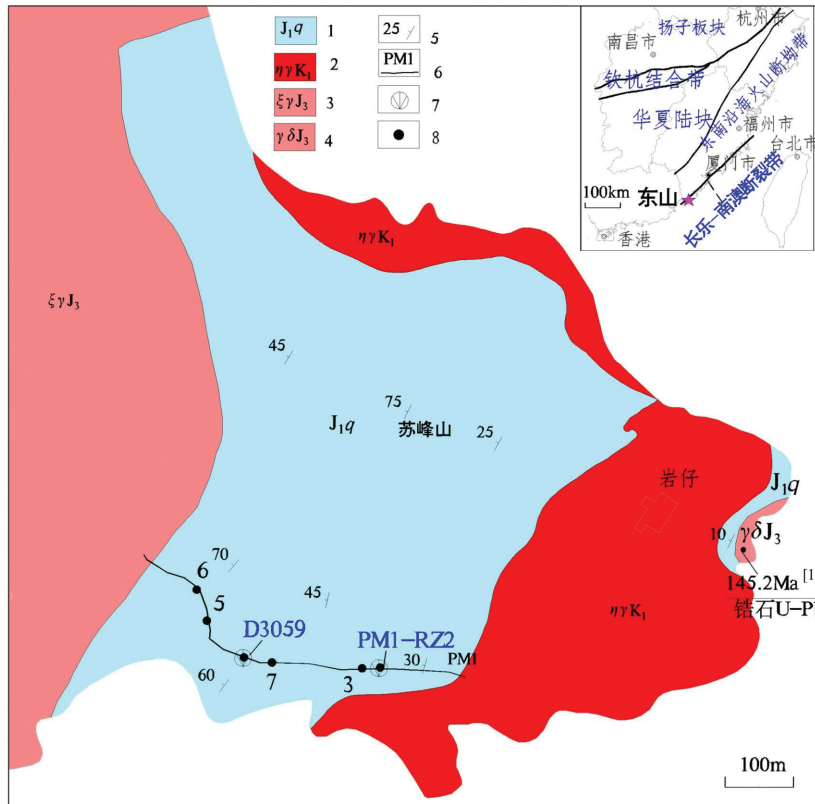 J₁q 1
ηγK₁ 2
ξγJ₃ 3
γδJ₃ 4
25 5
PM1 6
7
8
杭州市
扬子板块
南昌市
钦杭结合带
东南沿海火山断坳带
华夏陆块
福州市
台北市
厦门市
100km
东山
长乐-南澳断裂带
香港
ηγK₁
ξγJ₃
45
75
J₁q
苏峰山
25
J₁q
岩仔
10
γδJ₃
70
6
145.2Ma[1
锆石U-P
45
5
ηγK₁
D3059
PM1-RZ2
60
7
3
30
PM1
100m